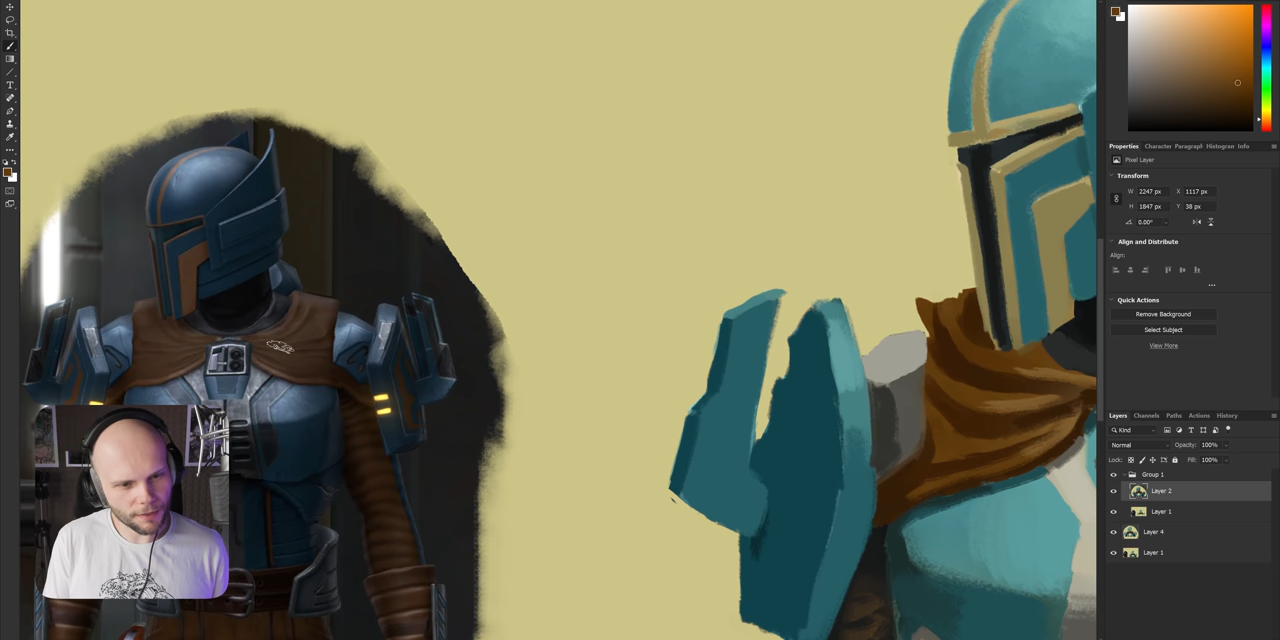 Properties Character Paragraph Histogram Info
Pixel Layer
Transform
W 2247 px X 1117 px
H 1847 px Y 38 px
0.00°
Align and Distribute
Align:
•••
Quick Actions
Remove Background
Select Subject
View More
Layers Channels Paths Actions History
Kind
Normal Opacity: 100%
Lock: Fill: 100%
Group 1
Layer 2
Layer 1
Layer 4
Layer 1